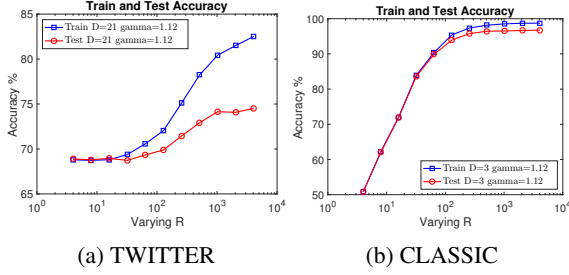 Train and Test Accuracy
Train D=21 gamma=1.12
Test D=21 gamma=1.12
Accuracy %
85
80
75
70
65
10^0
10^1
10^2
10^3
10^4
Varying R
(a) TWITTER
Train and Test Accuracy
Accuracy %
100
90
80
70
60
50
Train D=3 gamma=1.12
Test D=3 gamma=1.12
10^0
10^1
10^2
10^3
10^4
Varying R
(b) CLASSIC